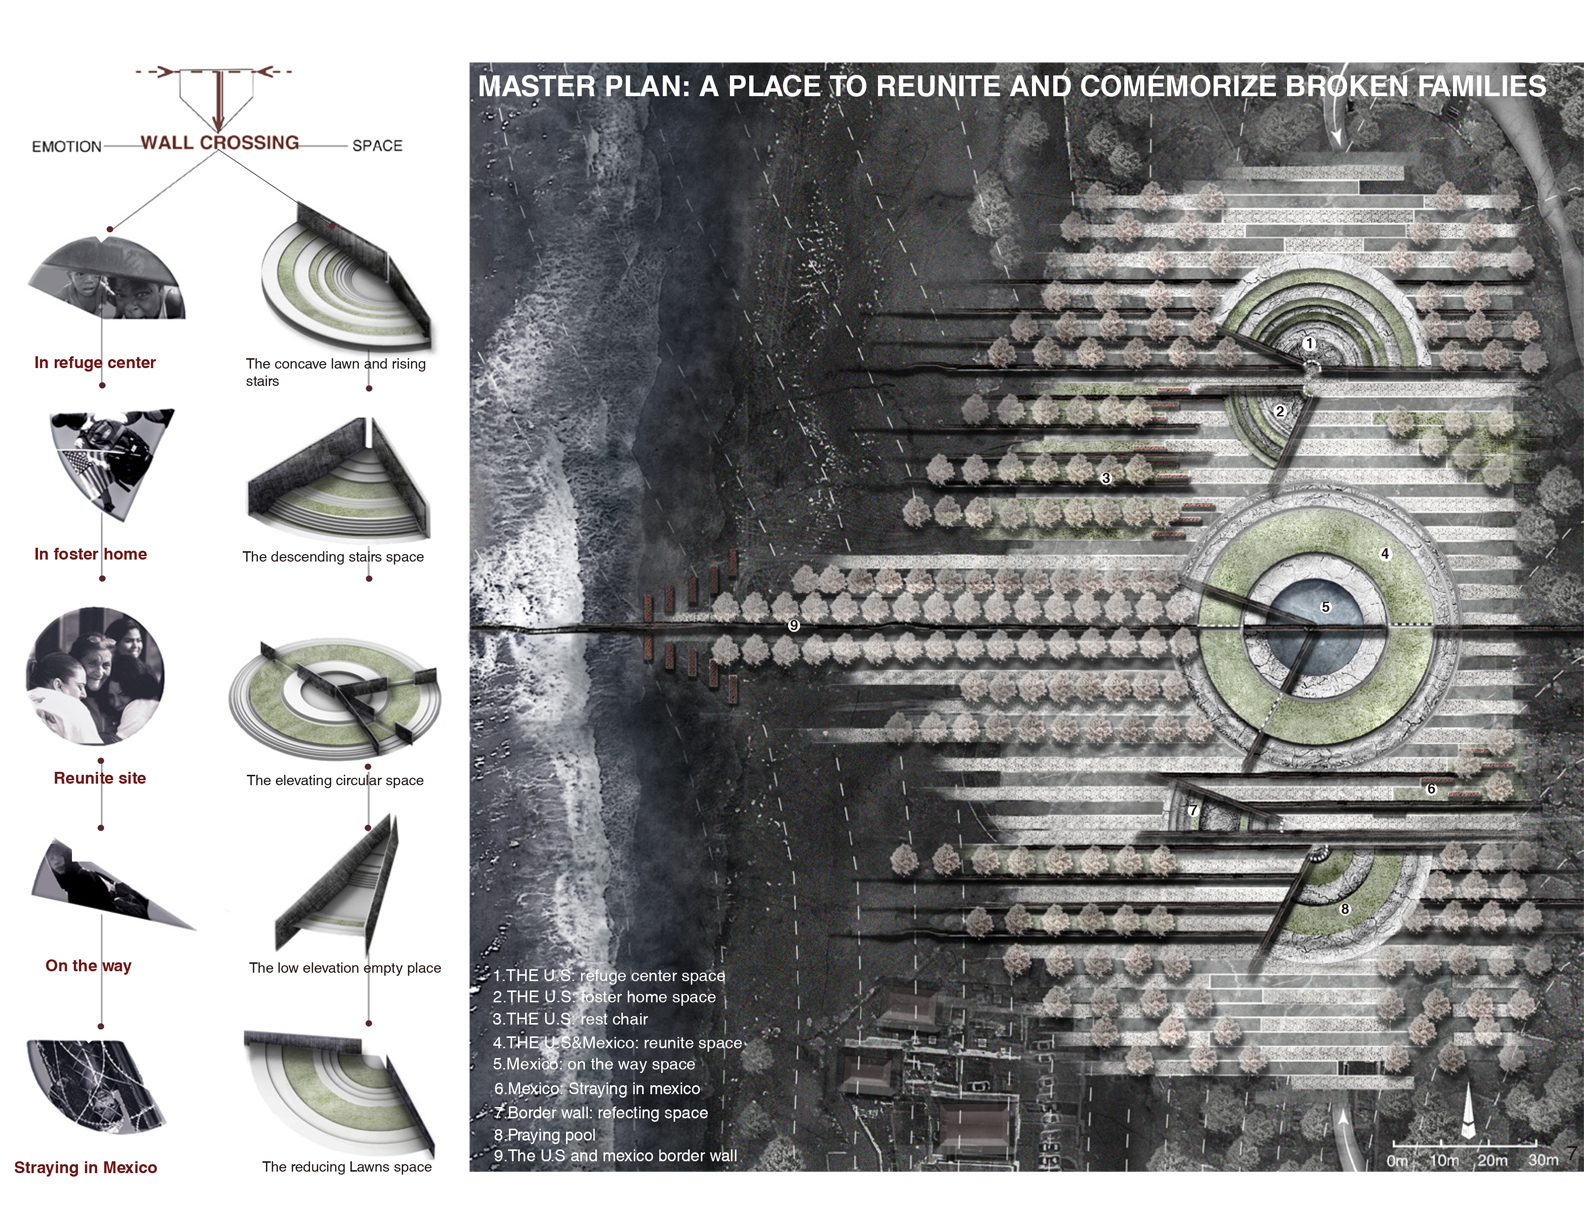 MASTER PLAN: A PLACE TO REUNITE AND COMEMORIZE BROKEN FAMILIES
EMOTION
WALL CROSSING
SPACE
In refuge center
The concave lawn and rising
stairs
In foster home
The descending stairs space
Reunite site
The elevating circular space
On the way
The low elevation empty place
Straying in Mexico
The reducing Lawns space
1
2
3
4
5
9
6
7
8
1.THE U.S: refuge center space
2.THE U.S: foster home space
3.THE U.S: rest chair
4.THE U.S&Mexico: reunite space
5.Mexico: on the way space
6.Mexico: Straying in mexico
7.Border wall: refecting space
8.Praying pool
9.The U.S and mexico border wall
0m 10m 20m 30m
7